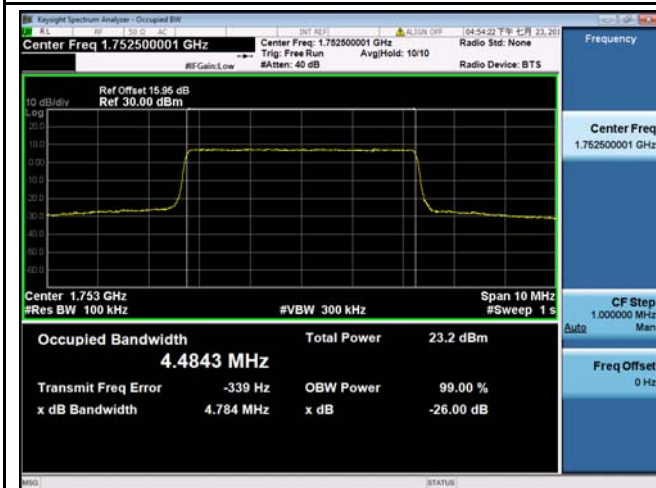 Keysight Spectrum Analyzer - Occupied BW
RL RF 50 Ω AC INT REF ALIGN OFF 04:54:22 下午 七月 23, 201
Center Freq 1.752500001 GHz
Center Freq: 1.752500001 GHz
Radio Std: None
Trig: Free Run Avg|Hold: 10/10
#IFGain:Low
#Atten: 40 dB
Radio Device: BTS
Ref Offset 15.95 dB
10 dB/div Ref 30.00 dBm
Log
20.0
10.0
0.00
10.0
20.0
30.0
40.0
50.0
60.0
Center 1.753 GHz
Span 10 MHz
#Res BW 100 kHz
#VBW 300 kHz
#Sweep 1 s
Occupied Bandwidth
Total Power 23.2 dBm
4.4843 MHz
Transmit Freq Error -339 Hz
OBW Power 99.00 %
x dB Bandwidth 4.784 MHz
x dB -26.00 dB
MSG
STATUS
Frequency
Center Freq
1.752500001 GHz
CF Step
1.000000 MHz
Auto Man
Freq Offset
0 Hz